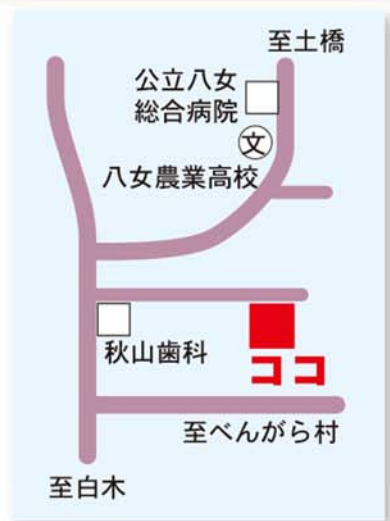 至土橋
公立八女
総合病院
文
八女農業高校
秋山歯科
ココ
至べんがら村
至白木